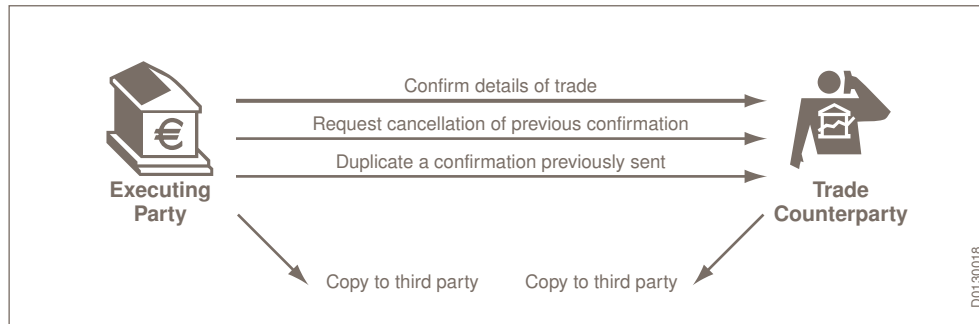 Confirm details of trade
Request cancellation of previous confirmation
Duplicate a confirmation previously sent
€
Executing
Party
Trade
Counterparty
Copy to third party
Copy to third party
D0130018